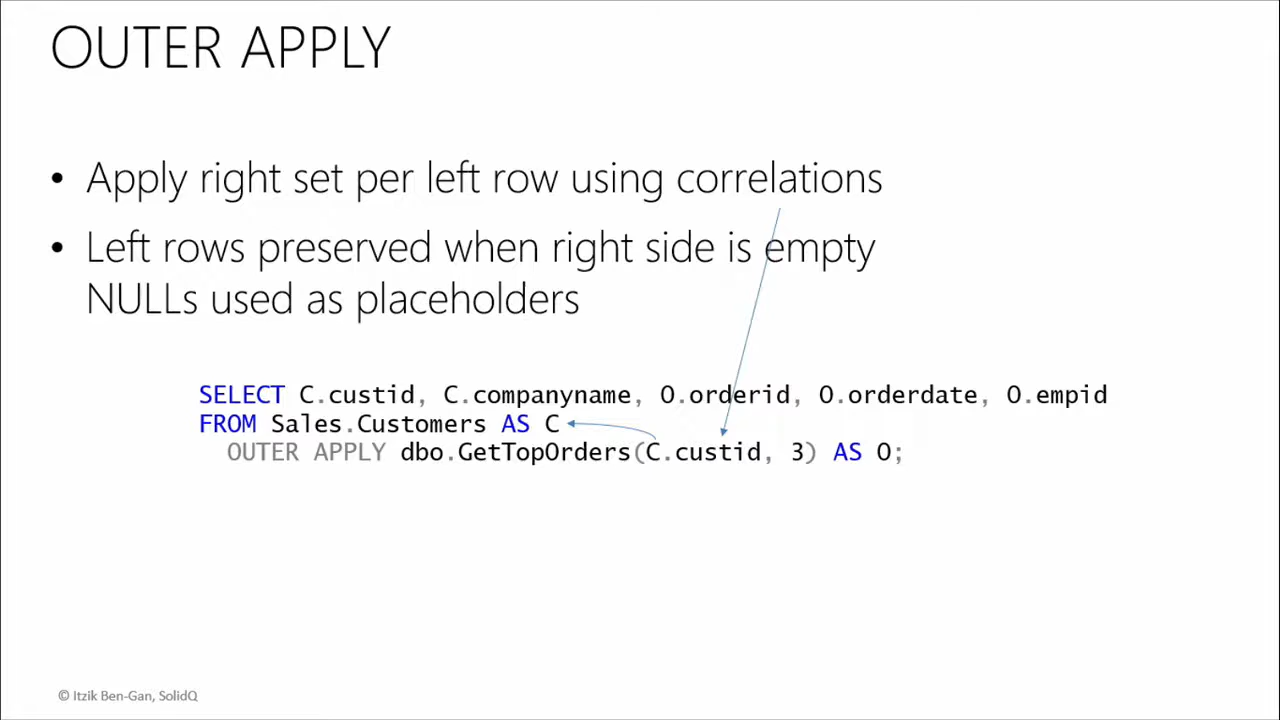 OUTER APPLY
• Apply right set per left row using correlations
• Left rows preserved when right side is empty
NULLs used as placeholders
SELECT C.custid, C.companyname, O.orderid, O.orderdate, O.empid
FROM Sales.Customers AS C
OUTER APPLY dbo.GetTopOrders(C.custid, 3) AS O;
© Itzik Ben-Gan, SolidQ